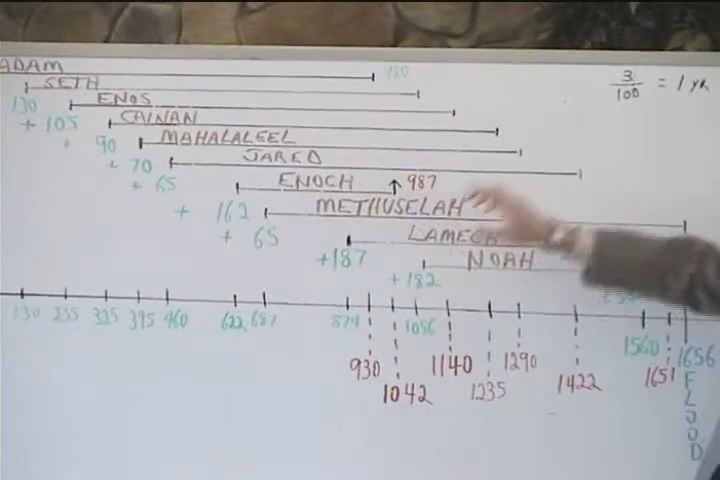 ADAM 930
3/100 = 1 YR
SETH
130 ENOS
+ 105 CAINAN
+ 90 MAHALALEEL
+ 70 JARED
+ 65 ENOCH ↑ 987
+ 162 METHUSELAH
+ 65 LAMECH
+187 NOAH
+182
130 235 325 395 460 622 687 874 1056 1560 1656
930 1042 1140 1235 1290 1422 1651
FLOOD